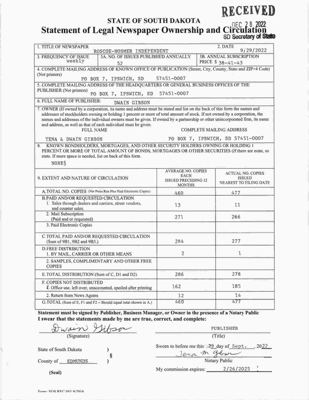 RECEIVED
DEC 28 2022
SD Secretary of State
STATE OF SOUTH DAKOTA
Statement of Legal Newspaper Ownership and Circulation
1. TITLE OF NEWSPAPER
ROSCOE-HOSMER INDEPENDENT
2. DATE
9/29/2022
3. FREQUENCY OF ISSUE
weekly
3A. NO. OF ISSUES PUBLISHED ANNUALLY
52
3B. ANNUAL SUBSCRIPTION
PRICE $ 38-41-43
4. COMPLETE MAILING ADDRESS OF KNOWN OFFICE OF PUBLICATION (Street, City, County, State and ZIP+4 Code)
(Not printers)
PO BOX 7, IPSWICH, SD 57451-0007
5. COMPLETE MAILING ADDRESS OF THE HEADQUARTERS OR GENERAL BUSINESS OFFICES OF THE
PUBLISHER (Not printers)
PO BOX 7, IPSWICH, SD 57451-0007
6. FULL NAME OF PUBLISHER:
DWAIN GIBSON
7. OWNER (If owned by a corporation, its name and address must be stated and also immediately thereafter the names and
addresses of stockholders owning or holding 1 percent or more of total amount of stock. If not owned by a corporation, the
names and addresses of the individual owners must be given. If owned by a partnership or other unincorporated firm, its name
and address, as well as that of each individual must be given.
FULL NAME
COMPLETE MAILING ADDRESS
TENA & DWAIN GIBSON
PO BOX 7, IPSWICH, SD 57451-0007
8. KNOWN BONDHOLDERS, MORTGAGES, AND OTHER SECURITY HOLDERS OWNING OR HOLDING 1
PERCENT OR MORE OF TOTAL AMOUNT OF BONDS, MORTGAGES OR OTHER SECURITIES (If there are none, so
state. If more space is needed, list on back of this form.
NONE
9. EXTENT AND NATURE OF CIRCULATION
AVERAGE NO. COPIES
EACH
ISSUED PRECEDING 12
MONTHS
ACTUAL NO. COPIES
ISSUED
NEAREST TO FILING DATE
A. TOTAL NO. COPIES (Net Press Run Plus Paid Electronic Copies)
460
477
B. PAID AND/OR REQUESTED CIRCULATION
1. Sales through dealers and carriers, street vendors,
and counter sales.
13
11
2. Mail Subscription
(Paid and/or requested)
271
266
3. Paid Electronic Copies
C. TOTAL PAID AND/OR REQUESTED CIRCULATION
(Sum of 9B1, 9B2 and 9B3.)
284
277
D. FREE DISTRIBUTION
1. BY MAIL, CARRIER OR OTHER MEANS
2
1
2. SAMPLES, COMPLIMENTARY AND OTHER FREE
COPIES
E. TOTAL DISTRIBUTION (Sum of C, D1 and D2)
286
278
F. COPIES NOT DISTRIBUTED
1. Office use, left over, unaccounted, spoiled after printing
162
185
2. Return from News Agents
12
14
G. TOTAL (Sum of E, F1 and F2 - Should equal total shown in A.)
460
477
Statement must be signed by Publisher, Business Manager, or Owner in the presence of a Notary Public
I swear that the statements made by me are true, correct, and complete:
Dwain Gibson
(Signature)
PUBLISHER
(Title)
State of South Dakota )
§
County of EDMUNDS )
Sworn to before me this 29 day of Sept. 2022
Notary Public
(Seal)
My commission expires: 2/26/2025